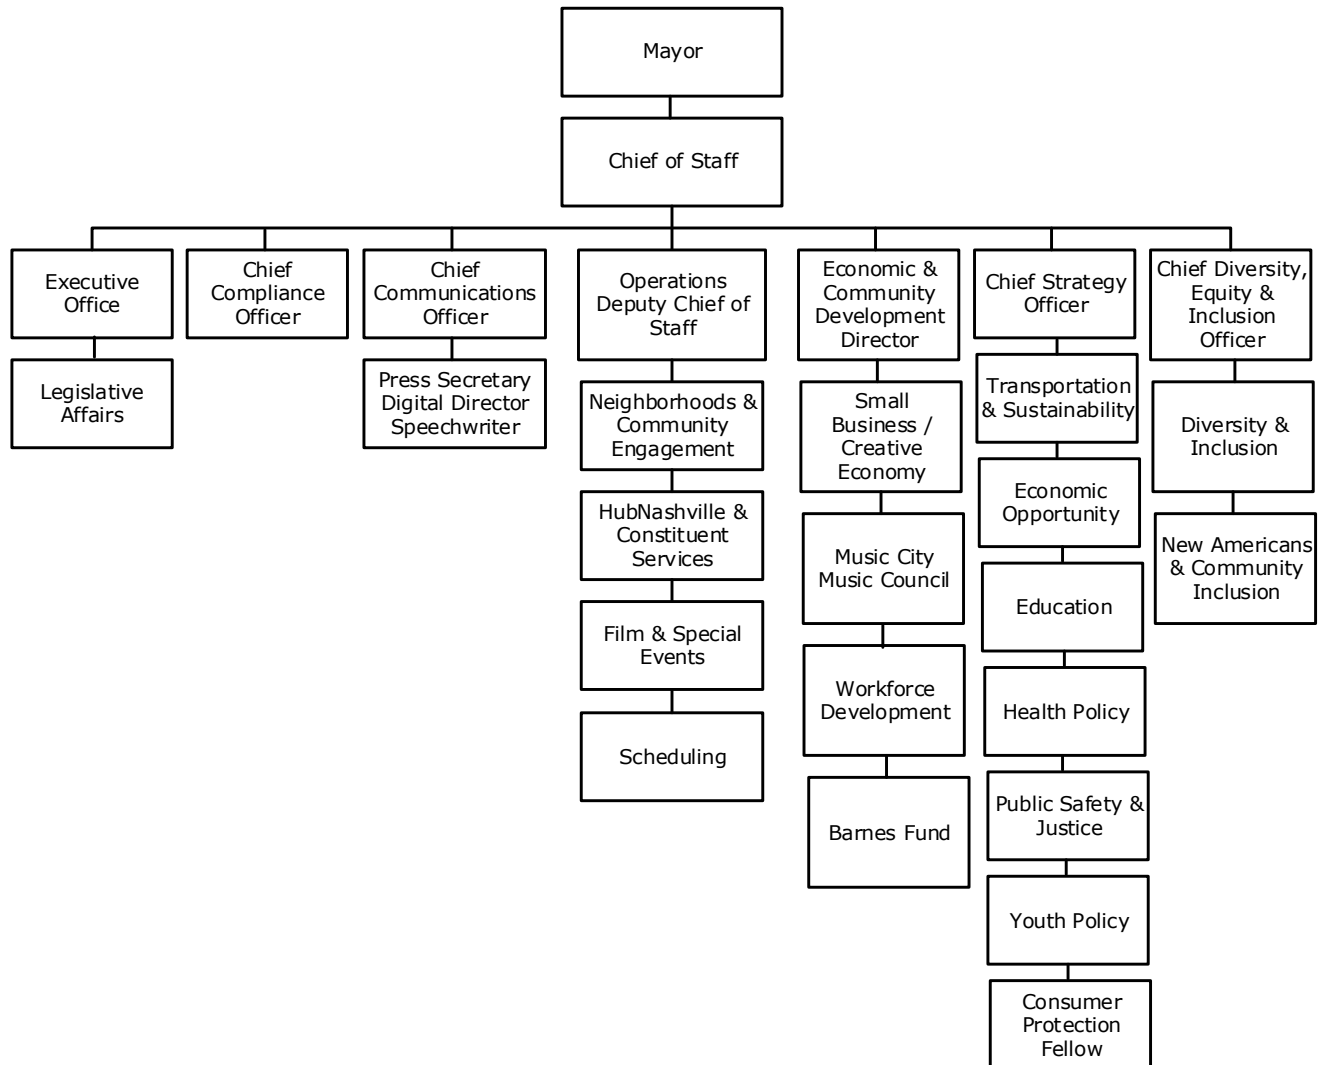 Mayor
Chief of Staff
Executive
Office
Legislative
Affairs
Chief
Compliance
Officer
Chief
Communications
Officer
Press Secretary
Digital Director
Speechwriter
Operations
Deputy Chief of
Staff
Neighborhoods &
Community
Engagement
HubNashville &
Constituent
Services
Film & Special
Events
Scheduling
Economic &
Community
Development
Director
Small
Business /
Creative
Economy
Music City
Music Council
Workforce
Development
Barnes Fund
Chief Strategy
Officer
Transportation
& Sustainability
Economic
Opportunity
Education
Health Policy
Public Safety &
Justice
Youth Policy
Consumer
Protection
Fellow
Chief Diversity,
Equity &
Inclusion
Officer
Diversity &
Inclusion
New Americans
& Community
Inclusion